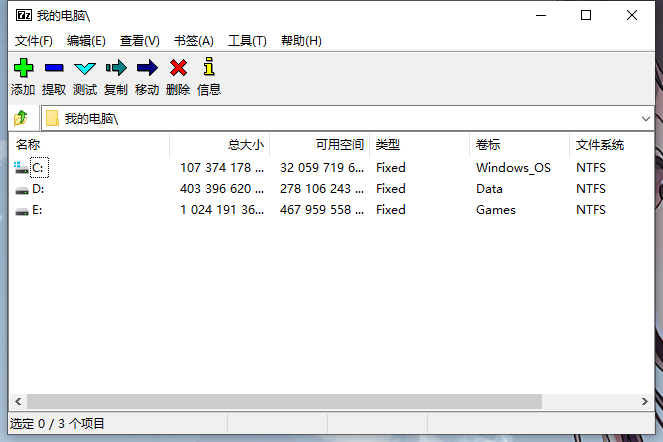 7z 我的电脑\
文件(F) 编辑(E) 查看(V) 书签(A) 工具(T) 帮助(H)
添加 提取 测试 复制 移动 删除 信息
我的电脑\
名称 总大小 可用空间 类型 卷标 文件系统
C: 107 374 178 ... 32 059 719 6... Fixed Windows_OS NTFS
D: 403 396 620 ... 278 106 243 ... Fixed Data NTFS
E: 1 024 191 36... 467 959 558 ... Fixed Games NTFS
选定 0 / 3 个项目